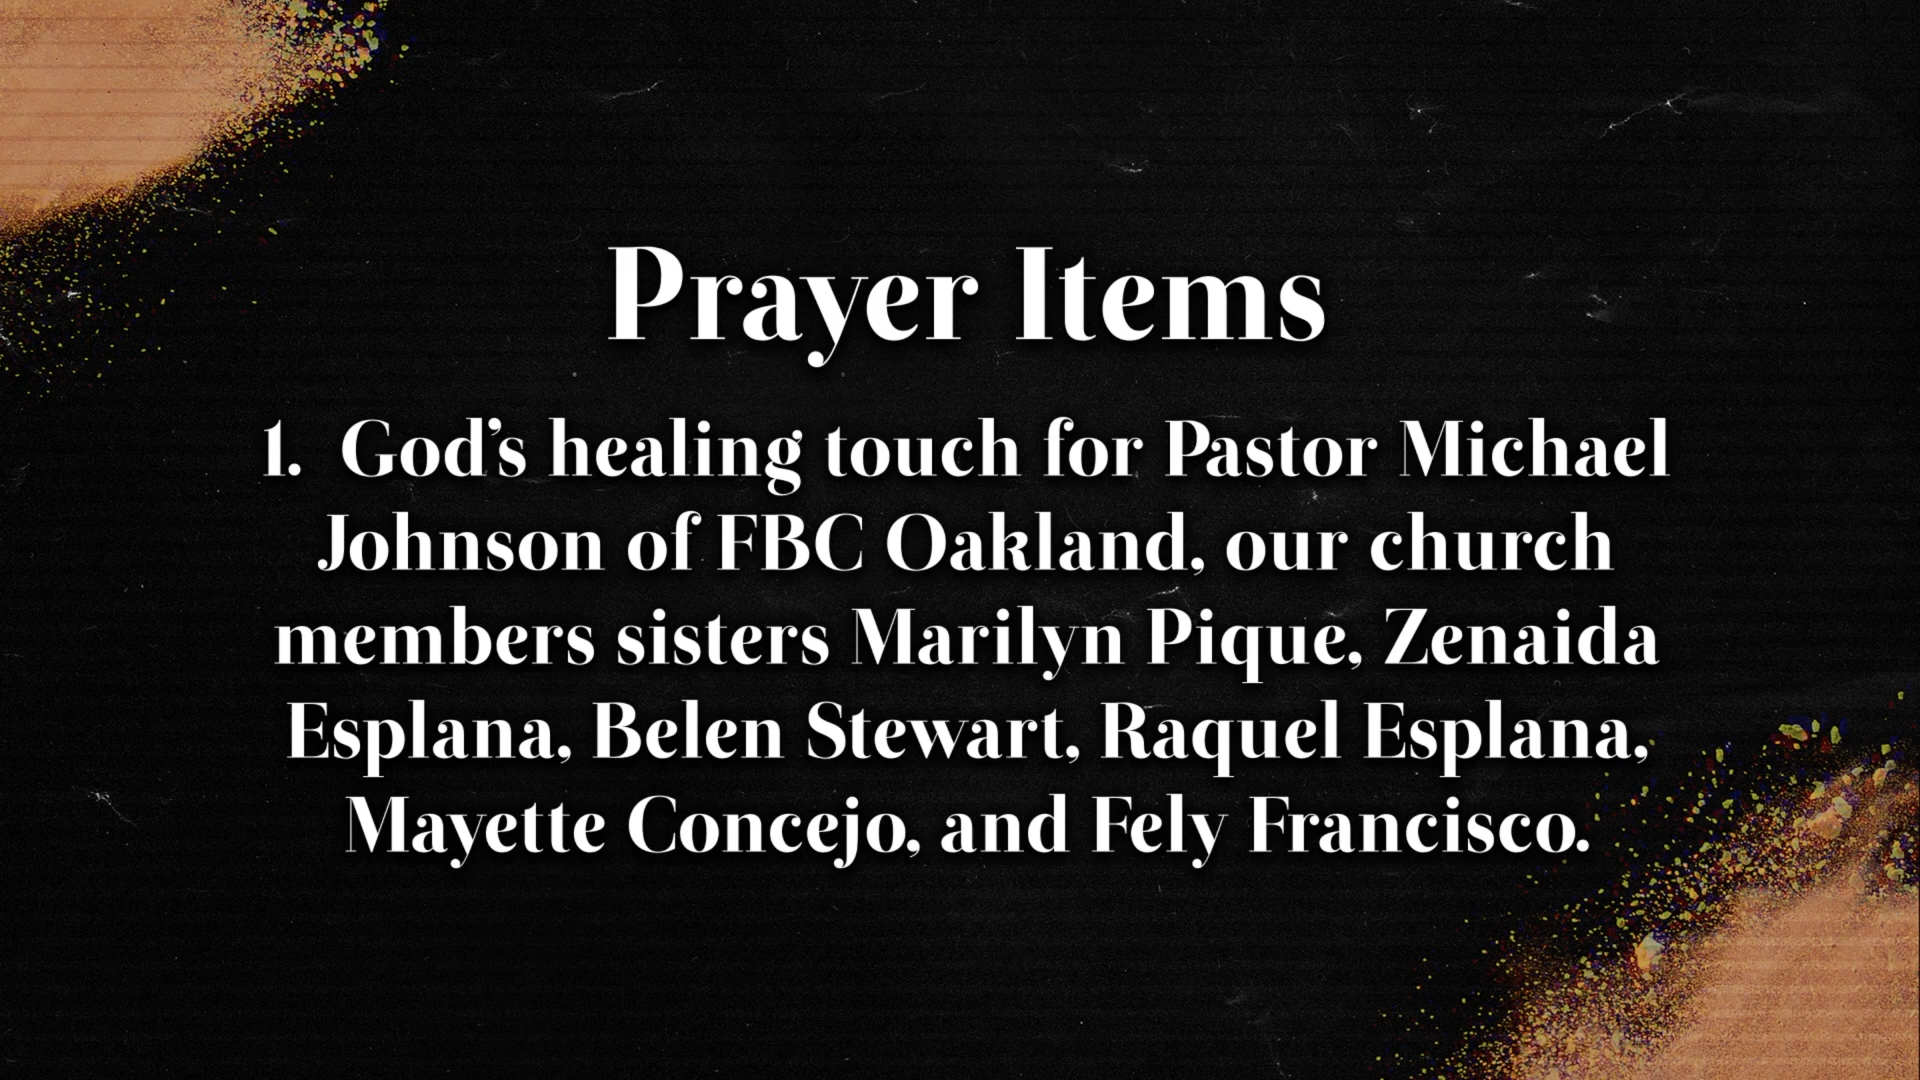 Prayer Items
1.  God’s healing touch for Pastor Michael
Johnson of FBC Oakland, our church
members sisters Marilyn Pique, Zenaida
Esplana, Belen Stewart, Raquel Esplana,
Mayette Concejo, and Fely Francisco.